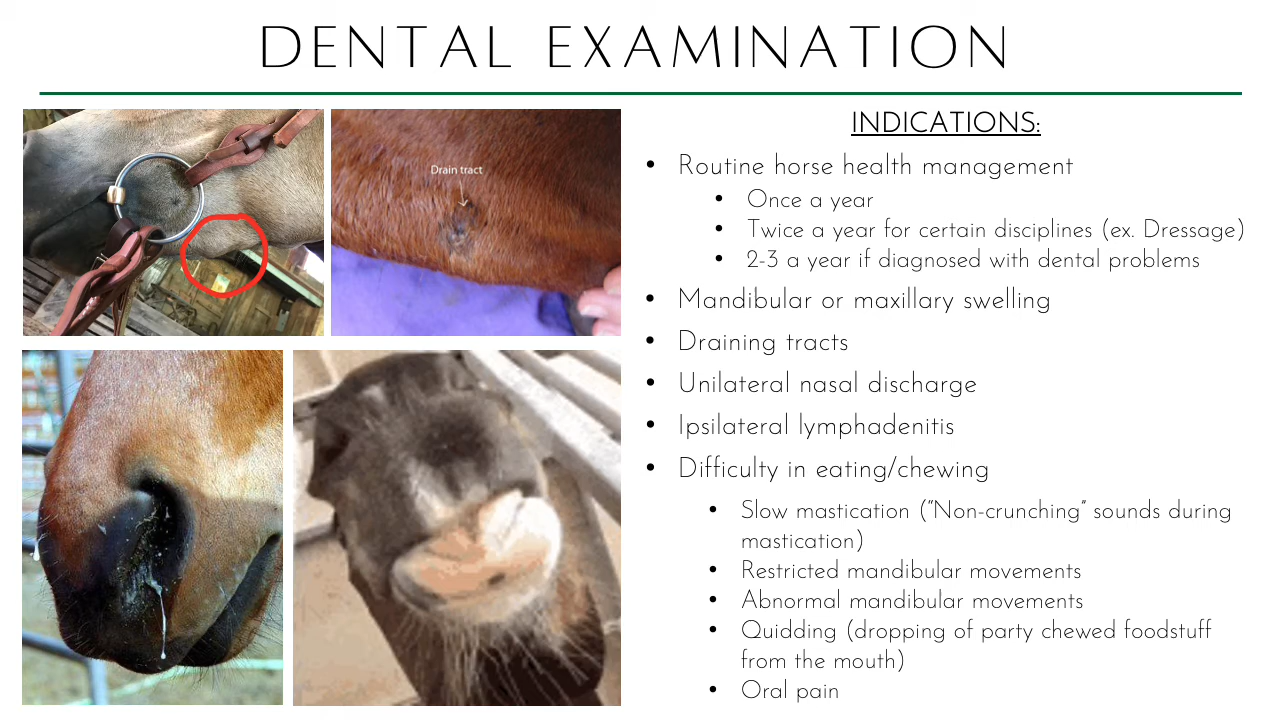 DENTAL EXAMINATION
Drain tract
INDICATIONS:
• Routine horse health management
• Once a year
• Twice a year for certain disciplines (ex. Dressage)
• 2-3 a year if diagnosed with dental problems
• Mandibular or maxillary swelling
• Draining tracts
• Unilateral nasal discharge
• Ipsilateral lymphadenitis
• Difficulty in eating/chewing
• Slow mastication (“Non-crunching” sounds during
mastication)
• Restricted mandibular movements
• Abnormal mandibular movements
• Quidding (dropping of party chewed foodstuff
from the mouth)
• Oral pain